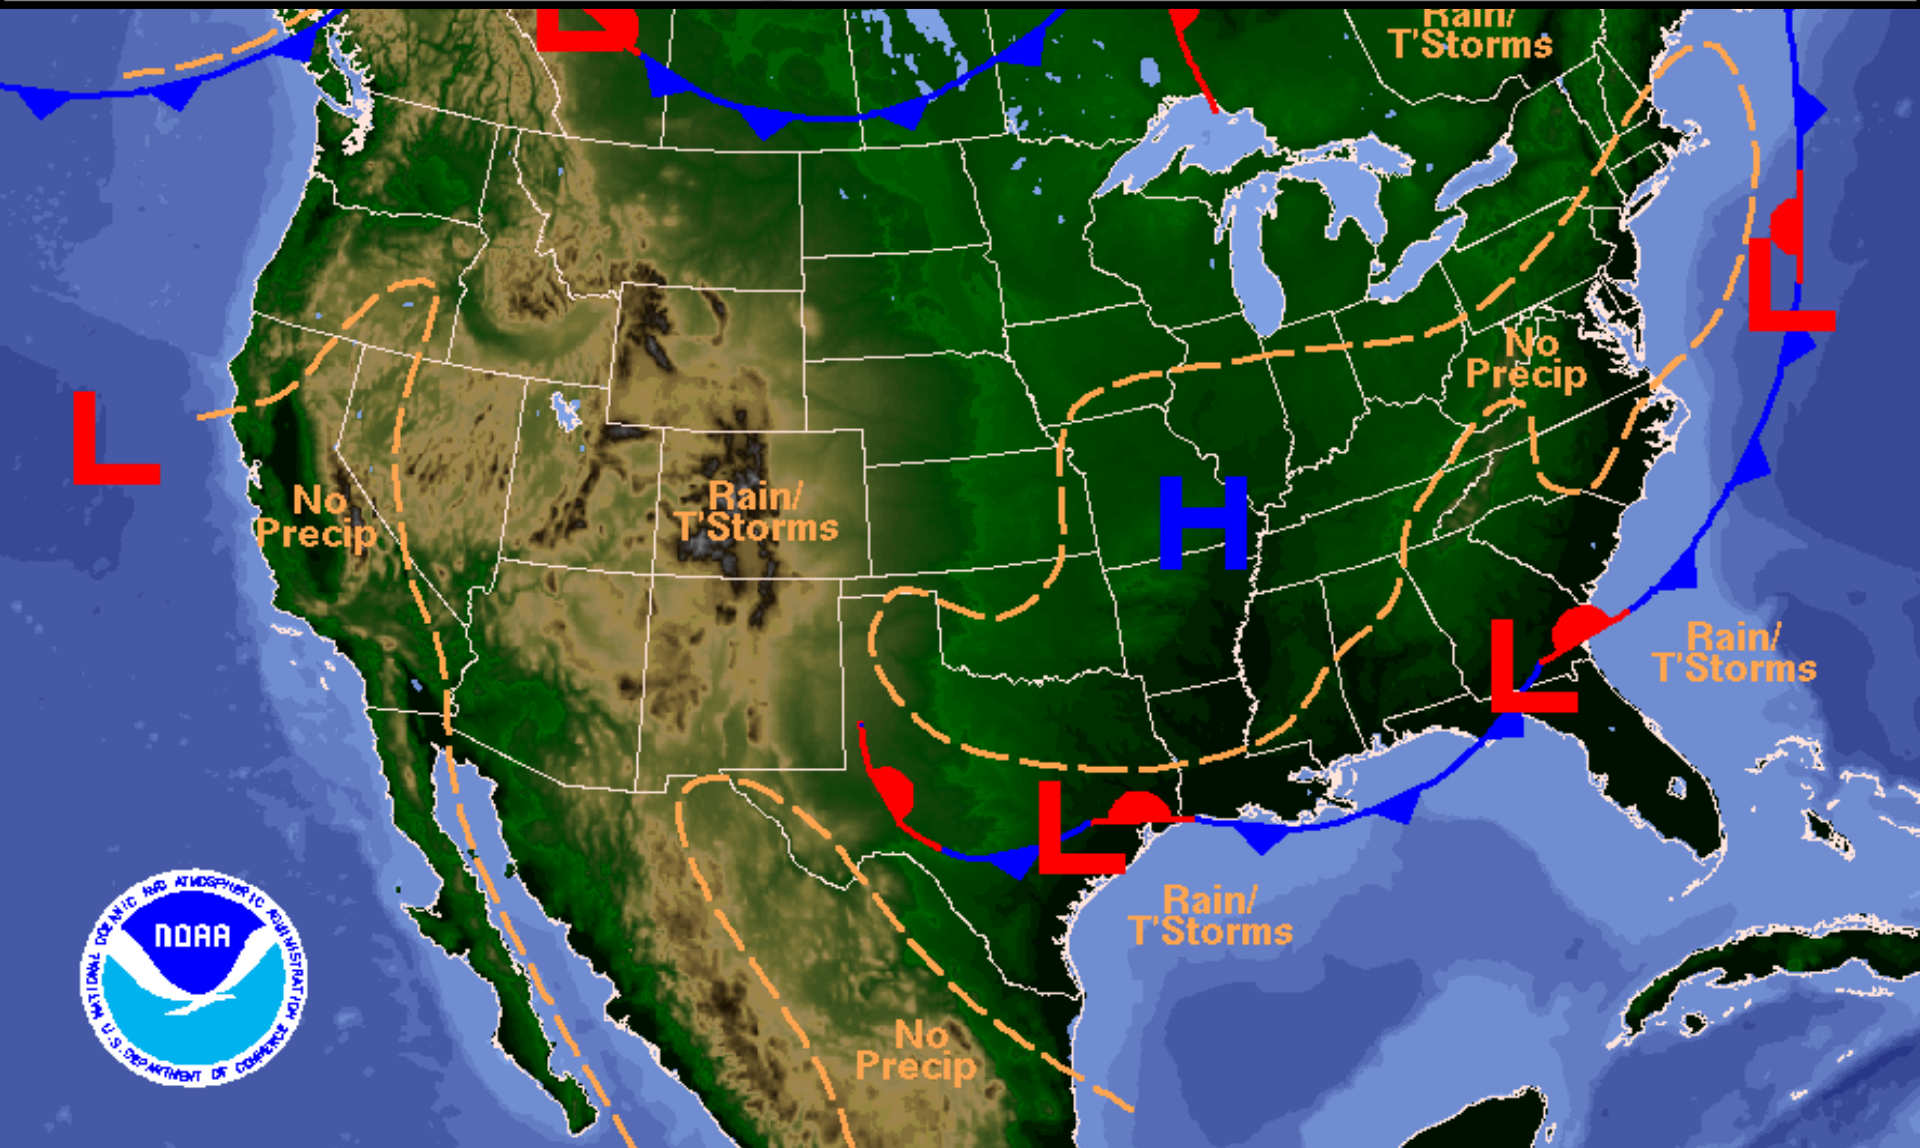 Rain/
T'Storms
No
Precip
L
L
H
No
Precip
Rain/
T'Storms
L
Rain/
T'Storms
L
Rain/
T'Storms
No
Precip
NATIONAL OCEANIC AND ATMOSPHERIC ADMINISTRATION
NOAA
U.S. DEPARTMENT OF COMMERCE